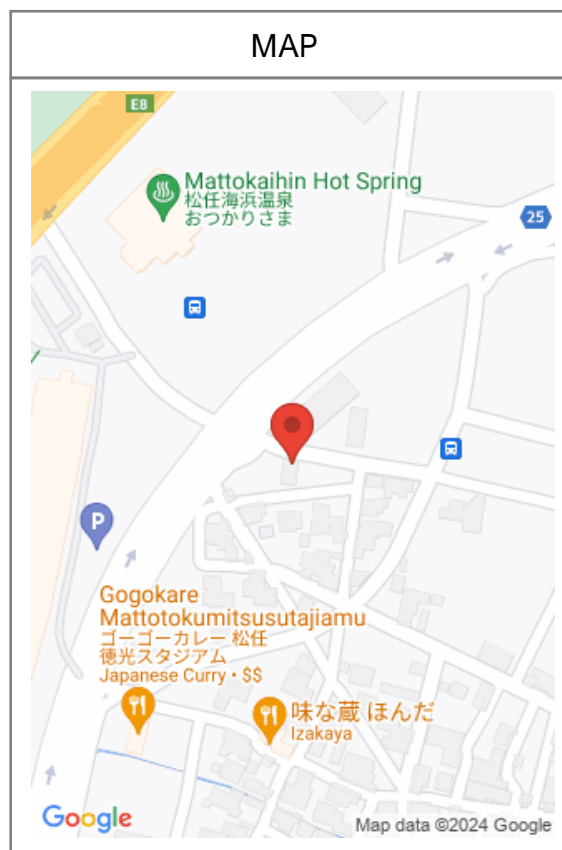 MAP
E8
Mattokaihin Hot Spring
松任海浜温泉
おつかりさま
25
P
Gogokare
Mattotokumitsusutajiamu
ゴーゴーカレー 松任
徳光スタジアム
Japanese Curry • $$
味な蔵 ほんだ
Izakaya
Google
Map data ©2024 Google